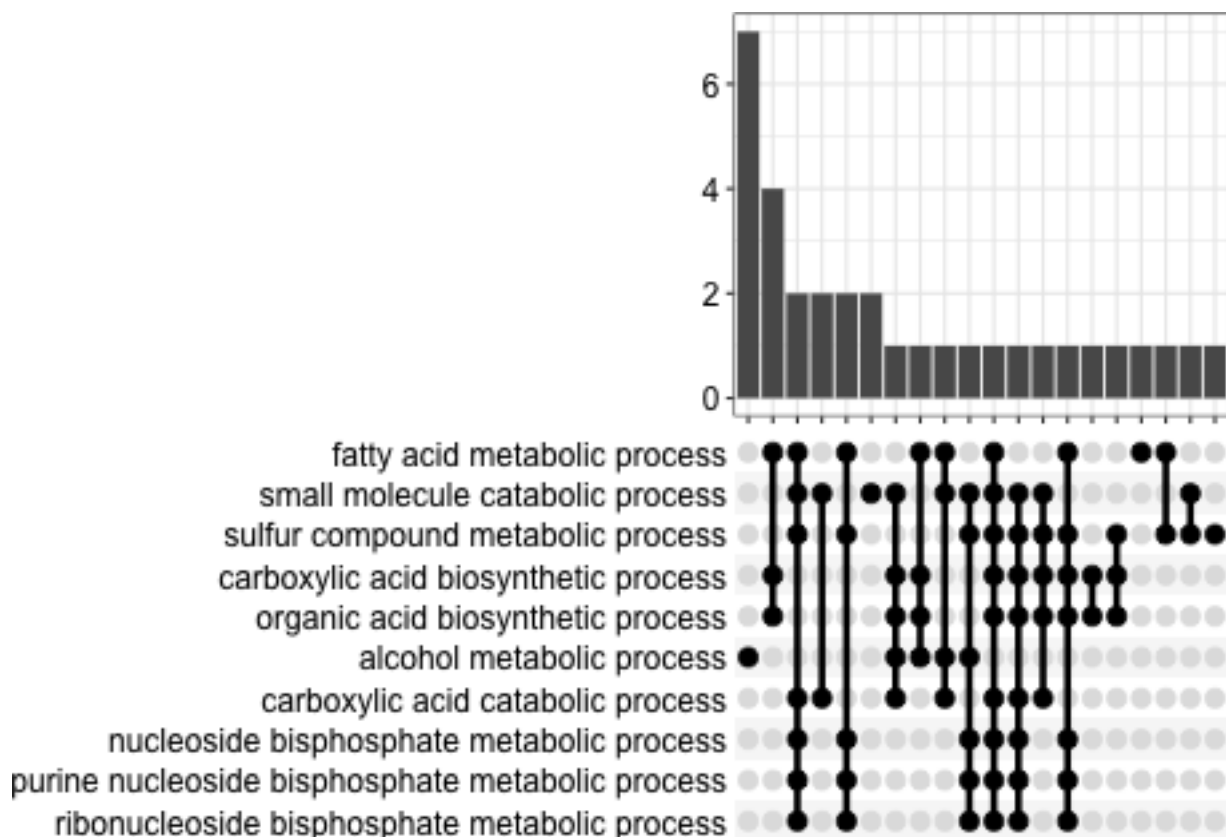 6
4
2
0
fatty acid metabolic process
small molecule catabolic process
sulfur compound metabolic process
carboxylic acid biosynthetic process
organic acid biosynthetic process
alcohol metabolic process
carboxylic acid catabolic process
nucleoside bisphosphate metabolic process
purine nucleoside bisphosphate metabolic process
ribonucleoside bisphosphate metabolic process